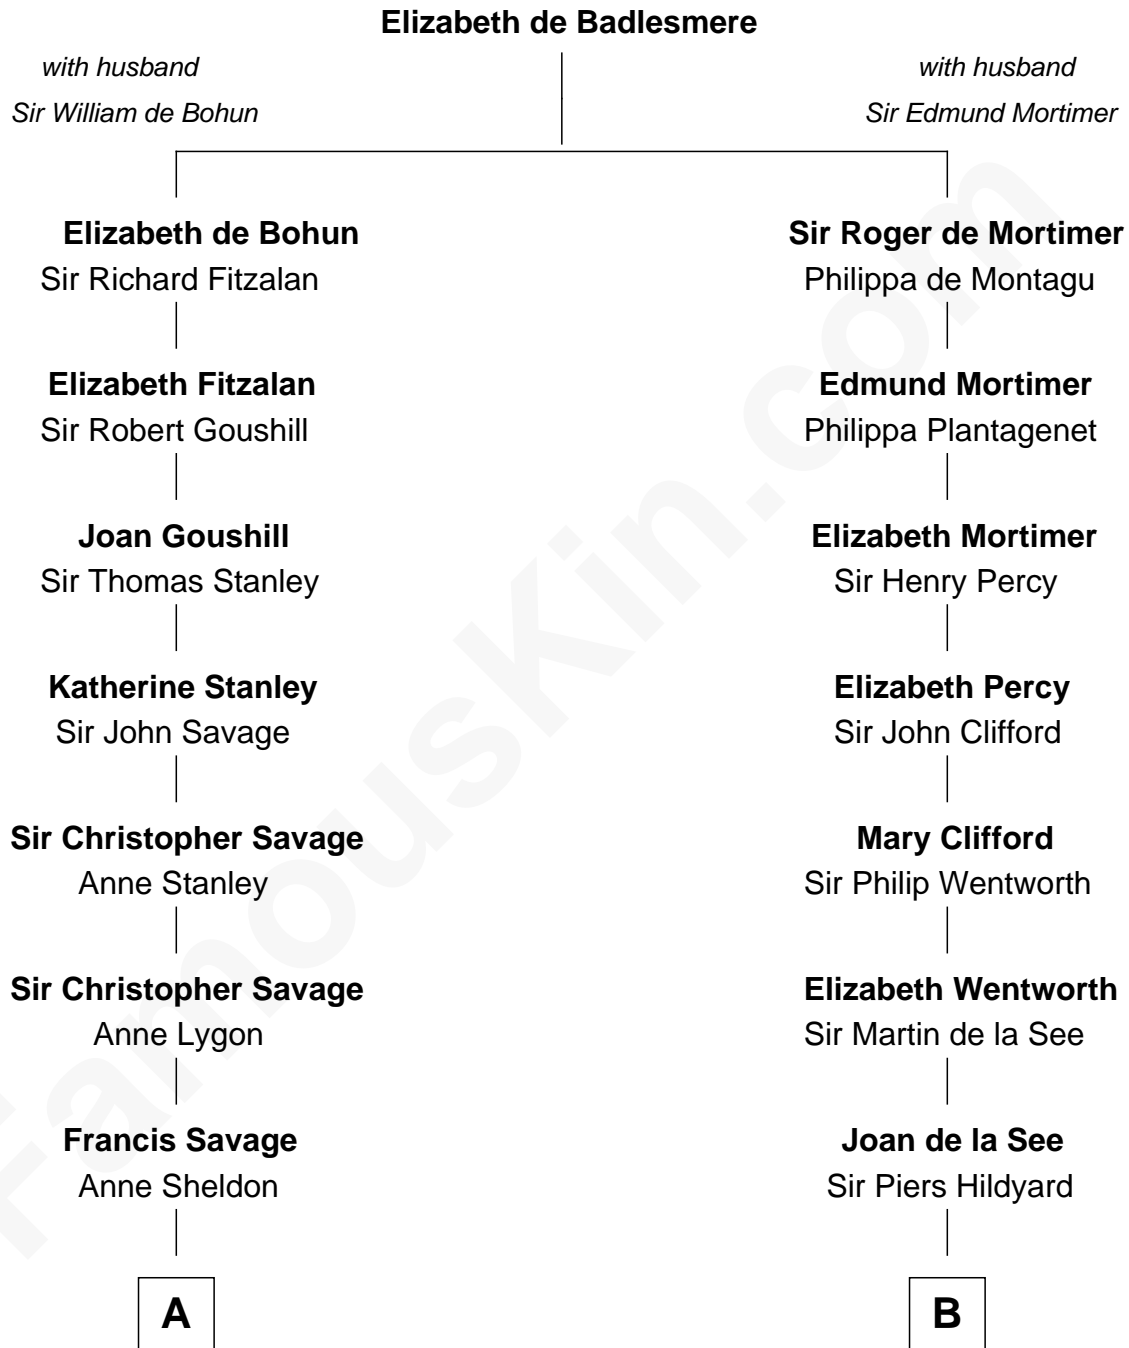 Elizabeth de Badlesmere
with husband
Sir William de Bohun
with husband
Sir Edmund Mortimer
Elizabeth de Bohun
Sir Richard Fitzalan
Sir Roger de Mortimer
Philippa de Montagu
Elizabeth Fitzalan
Sir Robert Goushill
Edmund Mortimer
Philippa Plantagenet
Joan Goushill
Sir Thomas Stanley
Elizabeth Mortimer
Sir Henry Percy
Katherine Stanley
Sir John Savage
Elizabeth Percy
Sir John Clifford
Sir Christopher Savage
Anne Stanley
Mary Clifford
Sir Philip Wentworth
Sir Christopher Savage
Anne Lygon
Elizabeth Wentworth
Sir Martin de la See
Francis Savage
Anne Sheldon
Joan de la See
Sir Piers Hildyard
A
B
FamousKin.com